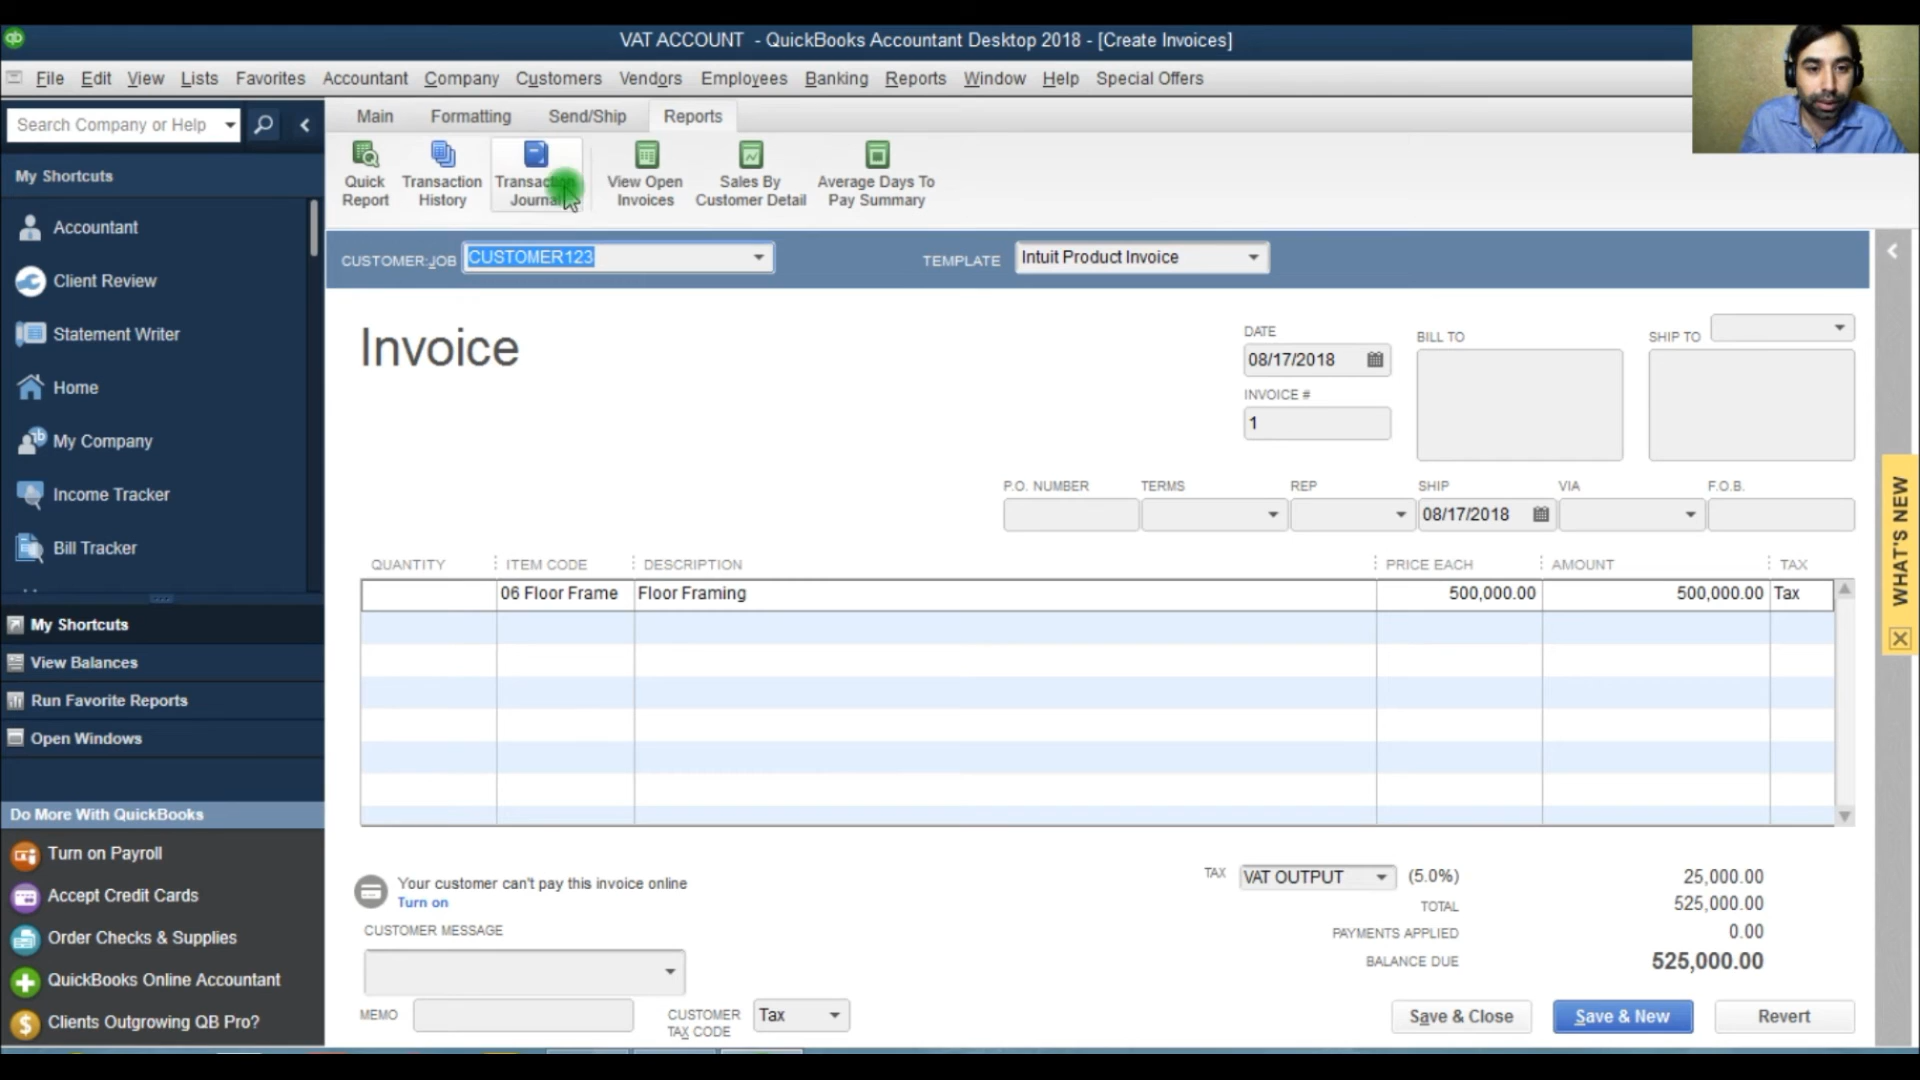 VAT ACCOUNT - QuickBooks Accountant Desktop 2018 - [Create Invoices]
File Edit View Lists Favorites Accountant Company Customers Vendors Employees Banking Reports Window Help Special Offers
Search Company or Help
Main Formatting Send/Ship Reports
Quick Report
Transaction History
Transaction Journal
View Open Invoices
Sales By Customer Detail
Average Days To Pay Summary
My Shortcuts
Accountant
Client Review
Statement Writer
Home
My Company
Income Tracker
Bill Tracker
My Shortcuts
View Balances
Run Favorite Reports
Open Windows
Do More With QuickBooks
Turn on Payroll
Accept Credit Cards
Order Checks & Supplies
QuickBooks Online Accountant
Clients Outgrowing QB Pro?
CUSTOMER:JOB CUSTOMER123 TEMPLATE Intuit Product Invoice
Invoice
DATE
08/17/2018
INVOICE #
1
BILL TO
SHIP TO
P.O. NUMBER TERMS REP SHIP VIA F.O.B.
08/17/2018
QUANTITY ITEM CODE DESCRIPTION PRICE EACH AMOUNT TAX
06 Floor Frame Floor Framing 500,000.00 500,000.00 Tax
Your customer can't pay this invoice online
Turn on
CUSTOMER MESSAGE
MEMO
CUSTOMER TAX CODE Tax
TAX VAT OUTPUT (5.0%) 25,000.00
TOTAL 525,000.00
PAYMENTS APPLIED 0.00
BALANCE DUE 525,000.00
Save & Close Save & New Revert
WHAT'S NEW